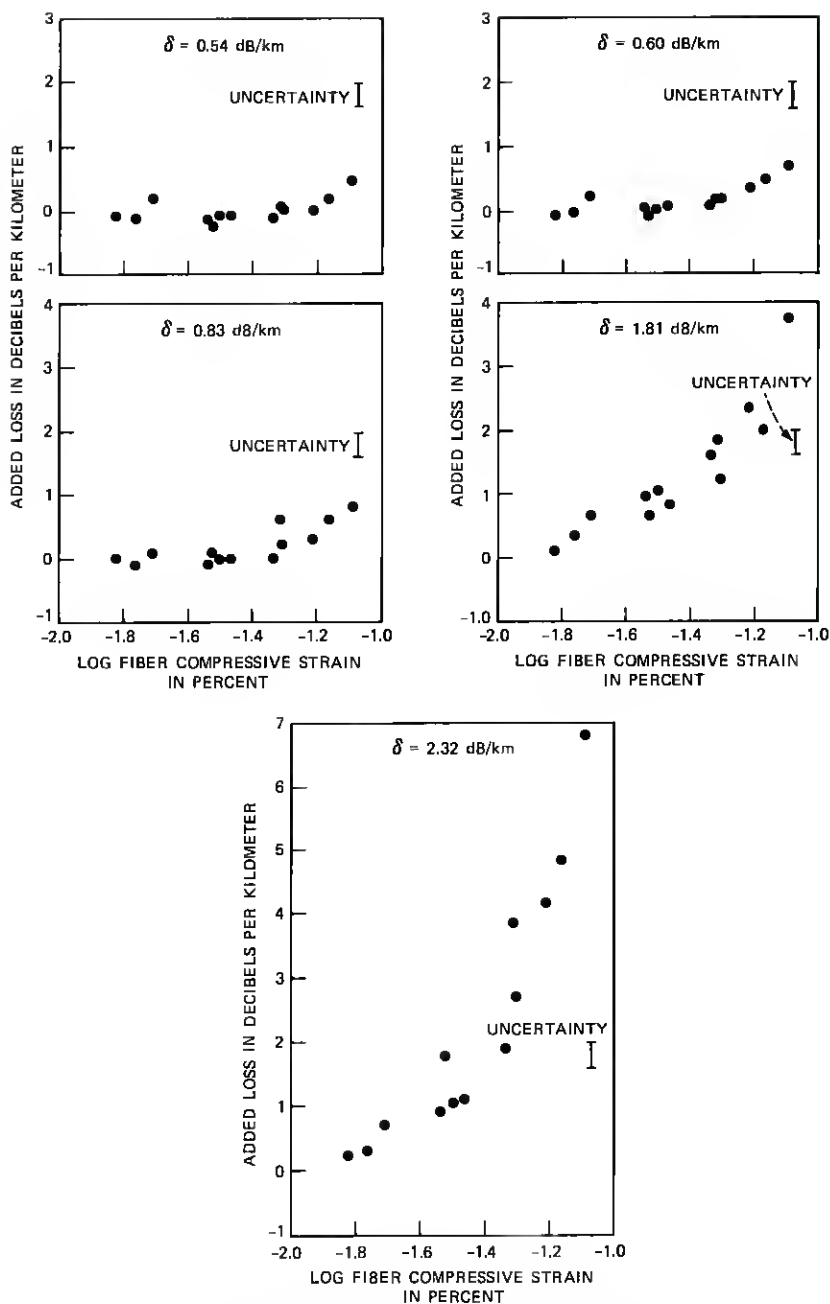 ADDED LOSS IN DECIBELS PER KILOMETER
3
2
1
0
-1
δ = 0.54 dB/km
UNCERTAINTY
ADDED LOSS IN DECIBELS PER KILOMETER
3
2
1
0
-1
δ = 0.60 dB/km
UNCERTAINTY
4
3
2
1
0
-1
δ = 0.83 dB/km
UNCERTAINTY
-2.0 -1.8 -1.6 -1.4 -1.2 -1.0
LOG FIBER COMPRESSIVE STRAIN
IN PERCENT
4
3
2
1
0
-1.0
δ = 1.81 dB/km
UNCERTAINTY
-2.0 -1.8 -1.6 -1.4 -1.2 -1.0
LOG FIBER COMPRESSIVE STRAIN
IN PERCENT
ADDED LOSS IN DECIBELS PER KILOMETER
7
6
5
4
3
2
1
0
-1
δ = 2.32 dB/km
UNCERTAINTY
-2.0 -1.8 -1.6 -1.4 -1.2 -1.0
LOG FIBER COMPRESSIVE STRAIN
IN PERCENT